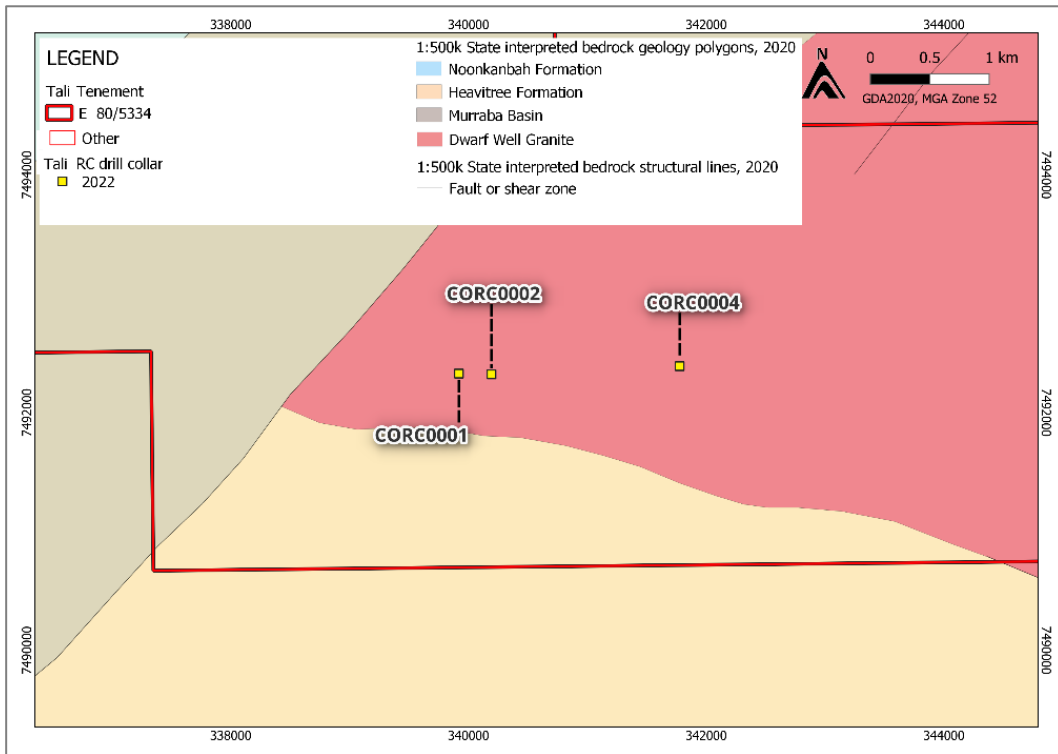 338000 340000 342000 344000
LEGEND
Tali Tenement
E 80/5334
Other
Tali RC drill collar
2022
1:500k State interpreted bedrock geology polygons, 2020
Noonkanbah Formation
Heavitree Formation
Murraba Basin
Dwarf Well Granite
1:500k State interpreted bedrock structural lines, 2020
Fault or shear zone
N
0 0.5 1 km
GDA2020, MGA Zone 52
7494000 7494000
CORC0002
CORC0004
7492000 7492000
CORC0001
7490000 7490000
338000 340000 342000 344000